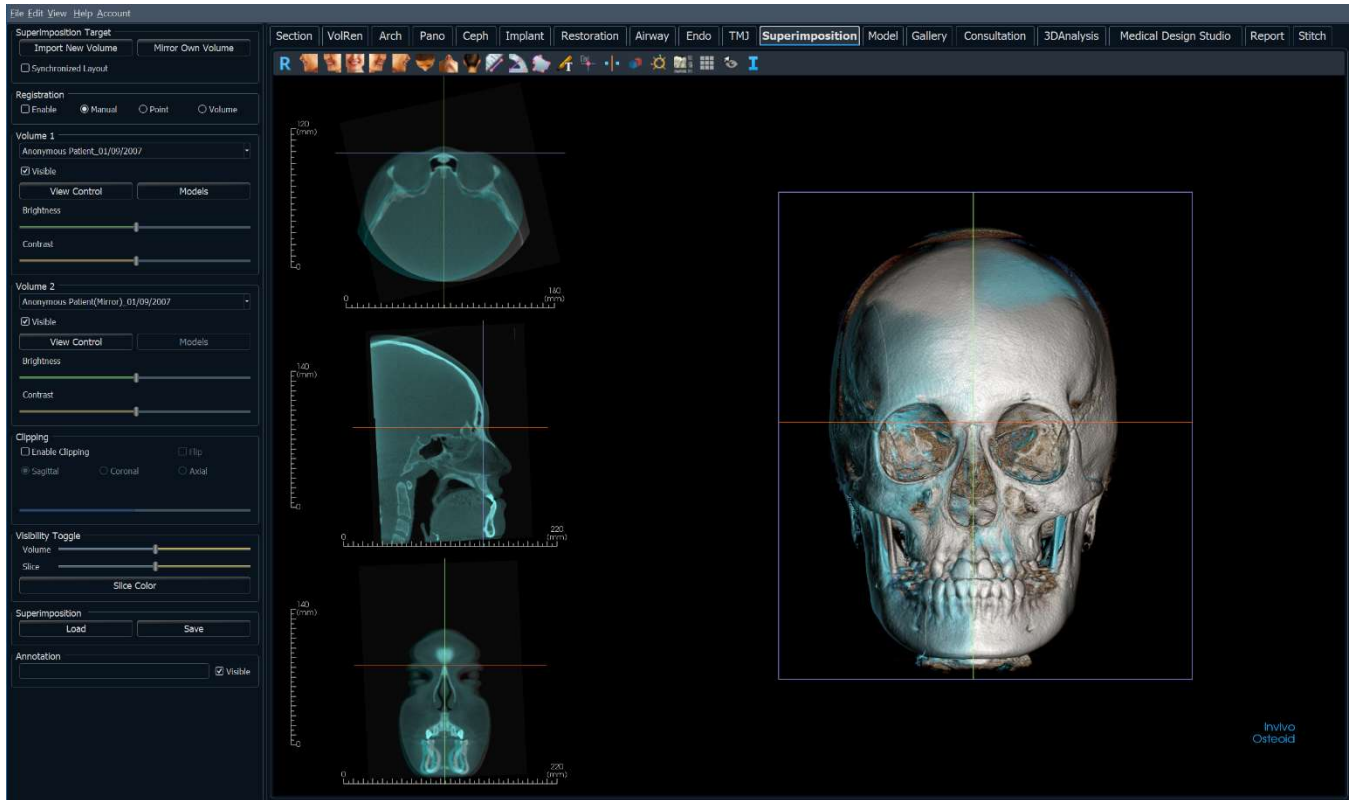 File Edit View Help Account
Superimposition Target
Import New Volume Mirror Own Volume
Synchronized Layout
Registration
Enable Manual Point Volume
Volume 1
Anonymous Patient_01/09/2007
Visible
View Control Models
Brightness
Contrast
Volume 2
Anonymous Patient(Mirror)_01/09/2007
Visible
View Control Models
Brightness
Contrast
Clipping
Enable Clipping Flip
Sagittal Coronal Axial
Visibility Toggle
Volume
Slice
Slice Color
Superimposition
Load Save
Annotation
Visible
Section VolRen Arch Pano Ceph Implant Restoration Airway Endo TMJ Superimposition Model Gallery Consultation 3DAnalysis Medical Design Studio Report Stitch
R T I
120
(mm)
0
0 160
(mm)
140
(mm)
0
0 220
(mm)
140
(mm)
0
0 220
(mm)
Invivo
Osteoid